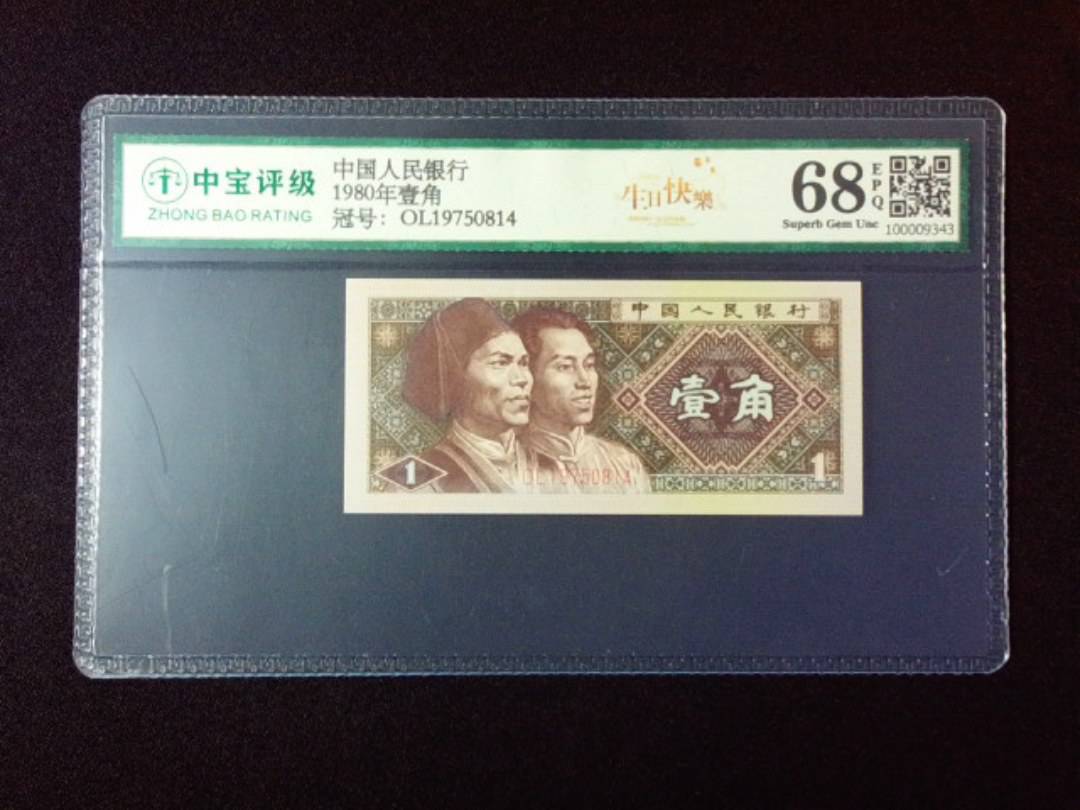 中宝评级
ZHONG BAO RATING
中国人民银行
1980年壹角
冠号：OL19750814
生日快樂
68
EPQ
Superb Gem Unc
100009343
中国人民银行
壹角
1
OL19750814
1